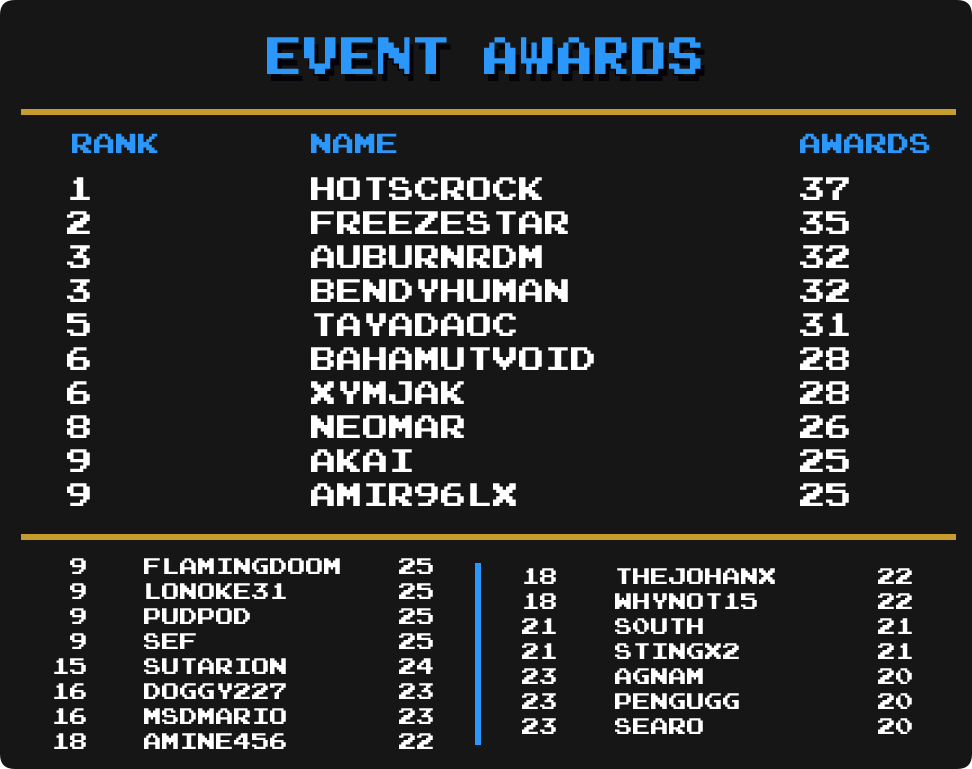 EVENT AWARDS
RANK NAME AWARDS
1 HOTSCROCK 37
2 FREEZESTAR 35
3 AUBURNRDM 32
3 BENDYHUMAN 32
5 TAYADAOC 31
6 BAHAMUTVOID 28
6 XYMJAK 28
8 NEOMAR 26
9 AKAI 25
9 AMIR96LX 25
9 FLAMINGDOOM 25
9 LONOKE31 25
9 PUDPOD 25
9 SEF 25
15 SUTARION 24
16 DOGGY227 23
16 MSDMARIO 23
18 AMINE456 22
18 THEJOHANX 22
18 WHYNOT15 22
21 SOUTH 21
21 STINGX2 21
23 AGNAM 20
23 PENGUGG 20
23 SEARO 20